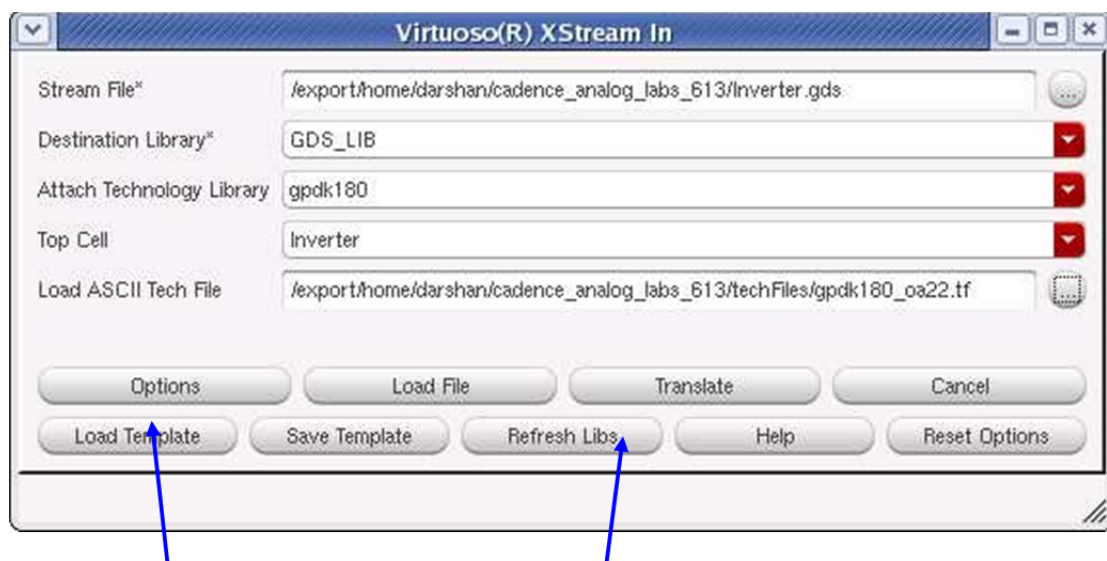 Virtuoso(R) XStream In
Stream File* /export/home/darshan/cadence_analog_labs_613/Inverter.gds ...
Destination Library* GDS_LIB
Attach Technology Library gpdk180
Top Cell Inverter
Load ASCII Tech File /export/home/darshan/cadence_analog_labs_613/techFiles/gpdk180_oa22.tf ...
Options Load File Translate Cancel
Load Template Save Template Refresh Libs Help Reset Options